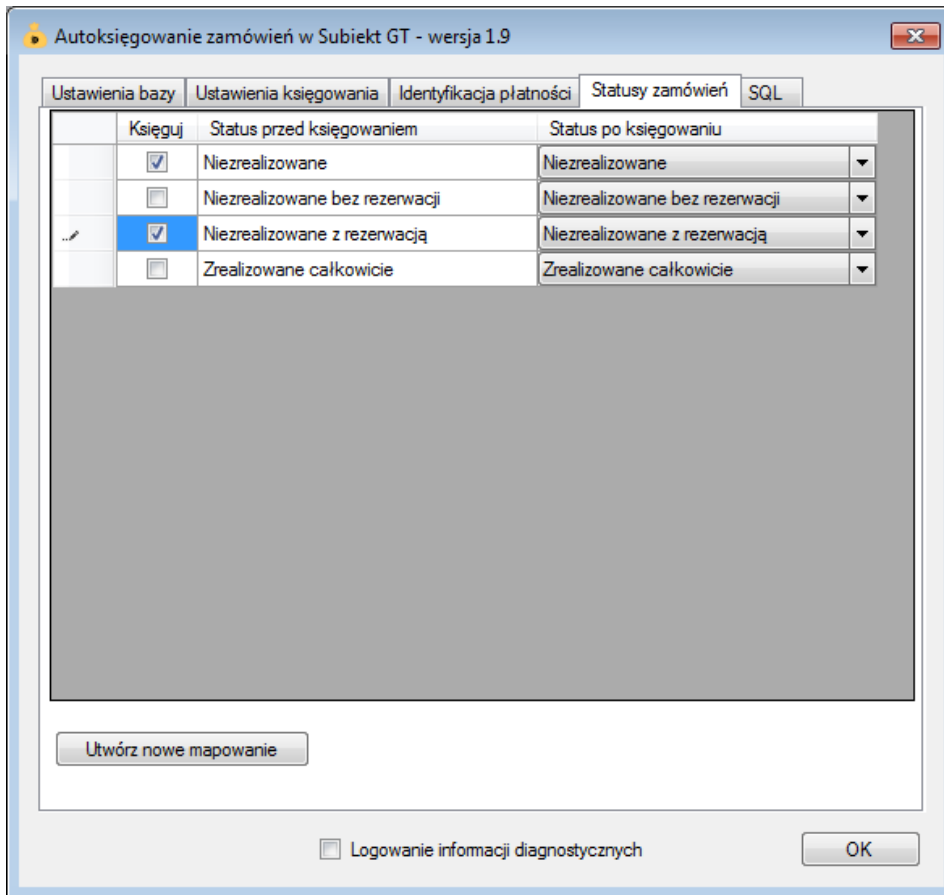 Autoksięgowanie zamówień w Subiekt GT - wersja 1.9
Ustawienia bazy Ustawienia księgowania Identyfikacja płatności Statusy zamówień SQL
Księguj Status przed księgowaniem Status po księgowaniu
Niezrealizowane Niezrealizowane
Niezrealizowane bez rezerwacji Niezrealizowane bez rezerwacji
Niezrealizowane z rezerwacją Niezrealizowane z rezerwacją
Zrealizowane całkowicie Zrealizowane całkowicie
Utwórz nowe mapowanie
Logowanie informacji diagnostycznych OK